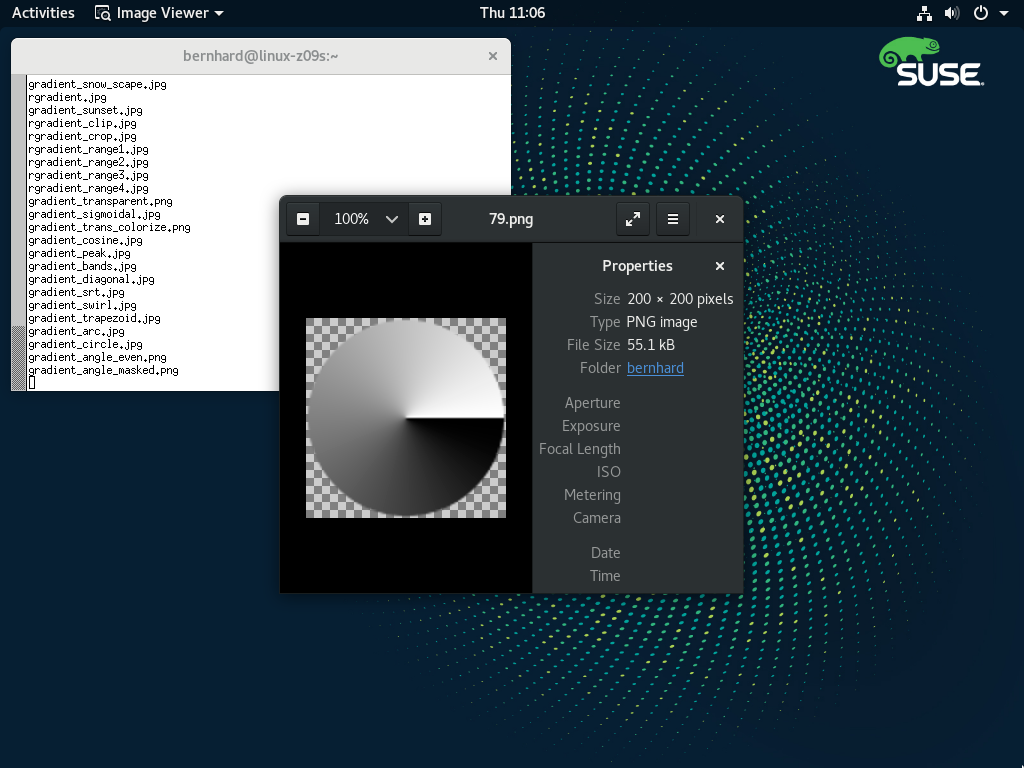 Activities Image Viewer Thu 11:06
SUSE
bernhard@linux-z09s:~
gradient_snow_scape.jpg
rgradient.jpg
gradient_sunset.jpg
rgradient_clip.jpg
rgradient_crop.jpg
rgradient_range1.jpg
rgradient_range2.jpg
rgradient_range3.jpg
rgradient_range4.jpg
gradient_transparent.png
gradient_sigmoidal.jpg
gradient_trans_colorize.png
gradient_cosine.jpg
gradient_peak.jpg
gradient_bands.jpg
gradient_diagonal.jpg
gradient_srt.jpg
gradient_swirl.jpg
gradient_trapezoid.jpg
gradient_arc.jpg
gradient_circle.jpg
gradient_angle_even.png
gradient_angle_masked.png
100% 79.png
Properties
Size 200 × 200 pixels
Type PNG image
File Size 55.1 kB
Folder bernhard
Aperture
Exposure
Focal Length
ISO
Metering
Camera
Date
Time